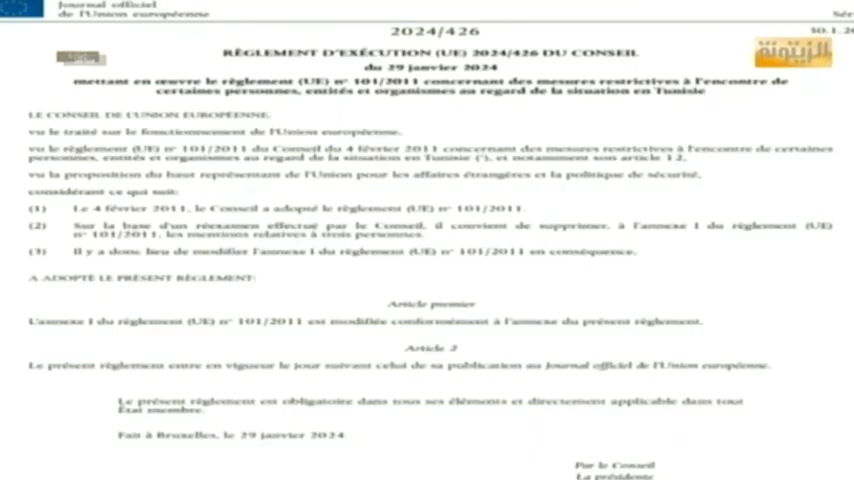 Journal officiel
de l'Union européenne
Séri
2024/426
30.1.20
RÈGLEMENT D'EXÉCUTION (UE) 2024/426 DU CONSEIL
du 29 janvier 2024
mettant en œuvre le règlement (UE) n° 101/2011 concernant des mesures restrictives à l'encontre de
certaines personnes, entités et organismes au regard de la situation en Tunisie
الزيتونة
LE CONSEIL DE L'UNION EUROPÉENNE,
vu le traité sur le fonctionnement de l'Union européenne,
vu le règlement (UE) n° 101/2011 du Conseil du 4 février 2011 concernant des mesures restrictives à l'encontre de certaines
personnes, entités et organismes au regard de la situation en Tunisie (¹), et notamment son article 12,
vu la proposition du haut représentant de l'Union pour les affaires étrangères et la politique de sécurité,
considérant ce qui suit:
(1) Le 4 février 2011, le Conseil a adopté le règlement (UE) n° 101/2011.
(2) Sur la base d'un réexamen effectué par le Conseil, il convient de supprimer, à l'annexe I du règlement (UE)
n° 101/2011, les mentions relatives à trois personnes.
(3) Il y a donc lieu de modifier l'annexe I du règlement (UE) n° 101/2011 en conséquence,
A ADOPTÉ LE PRÉSENT RÈGLEMENT:
Article premier
L'annexe I du règlement (UE) n° 101/2011 est modifiée conformément à l'annexe du présent règlement.
Article 2
Le présent règlement entre en vigueur le jour suivant celui de sa publication au Journal officiel de l'Union européenne.
Le présent règlement est obligatoire dans tous ses éléments et directement applicable dans tout
État membre.
Fait à Bruxelles, le 29 janvier 2024.
Par le Conseil
La présidente